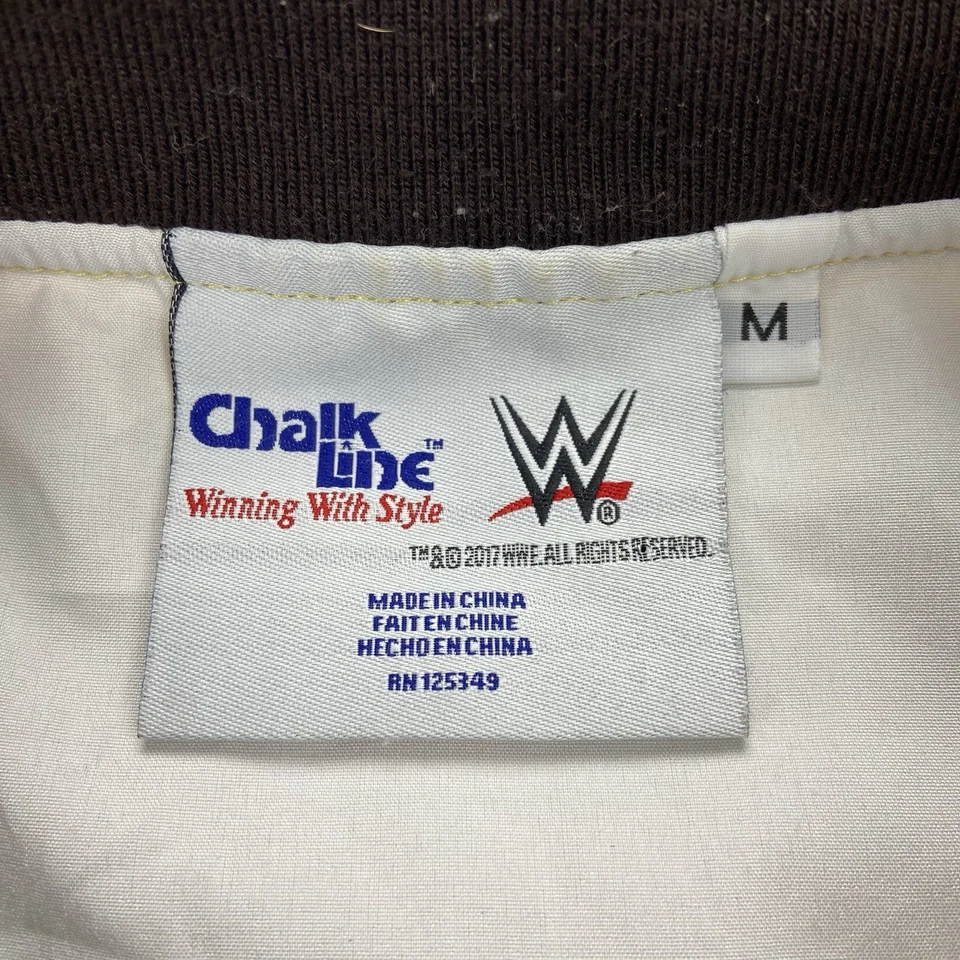 Chalk
Line™
Winning With Style
W
®
™&© 2017 WWE. ALL RIGHTS RESERVED.
MADE IN CHINA
FAIT EN CHINE
HECHO EN CHINA
RN 125349
M